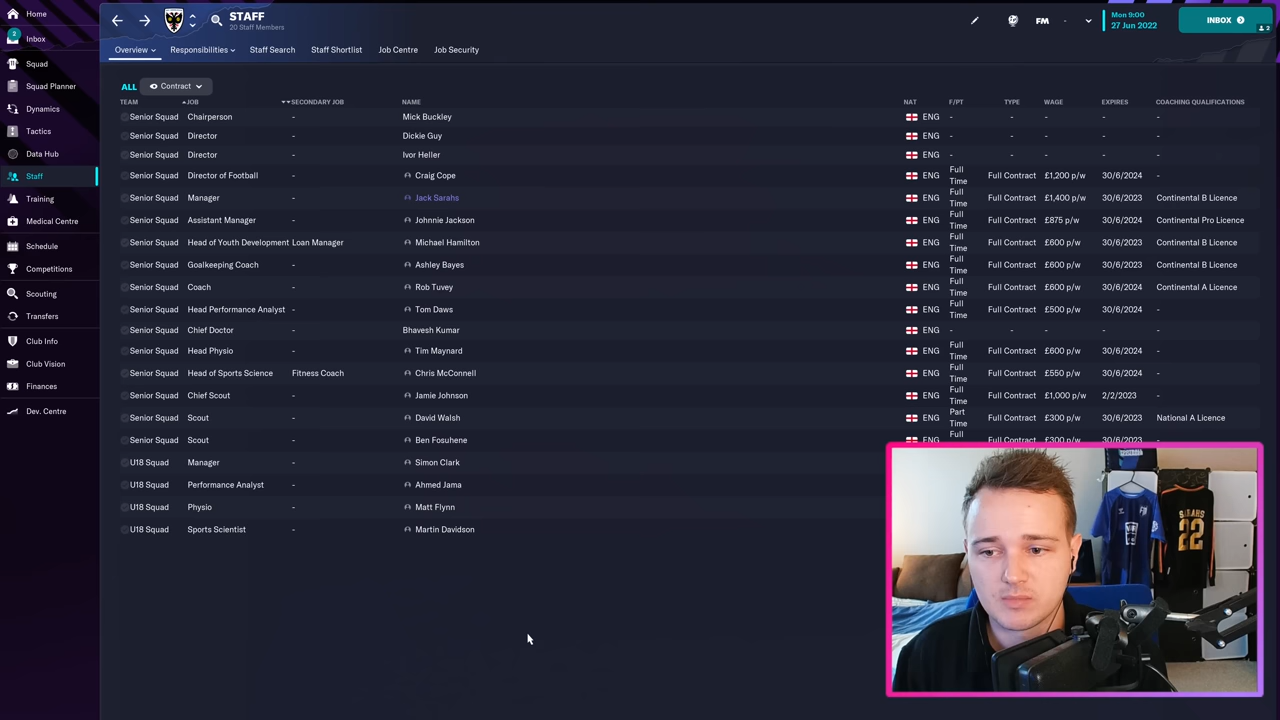 Home
STAFF
20 Staff Members
FM
-
Mon 9:00
27 Jun 2022
INBOX
2
2
Inbox
Squad
Squad Planner
Dynamics
Tactics
Data Hub
Staff
Training
Medical Centre
Schedule
Competitions
Scouting
Transfers
Club Info
Club Vision
Finances
Dev. Centre
Overview Responsibilities Staff Search Staff Shortlist Job Centre Job Security
ALL Contract
TEAM JOB SECONDARY JOB NAME NAT F/PT TYPE WAGE EXPIRES COACHING QUALIFICATIONS
Senior Squad Chairperson - Mick Buckley ENG - - - - -
Senior Squad Director - Dickie Guy ENG - - - - -
Senior Squad Director - Ivor Heller ENG - - - - -
Senior Squad Director of Football - Craig Cope ENG Full Time Full Contract £1,200 p/w 30/6/2024 -
Senior Squad Manager - Jack Sarahs ENG Full Time Full Contract £1,400 p/w 30/6/2023 Continental B Licence
Senior Squad Assistant Manager - Johnnie Jackson ENG Full Time Full Contract £875 p/w 30/6/2024 Continental Pro Licence
Senior Squad Head of Youth Development Loan Manager Michael Hamilton ENG Full Time Full Contract £600 p/w 30/6/2023 Continental B Licence
Senior Squad Goalkeeping Coach - Ashley Bayes ENG Full Time Full Contract £600 p/w 30/6/2023 Continental B Licence
Senior Squad Coach - Rob Tuvey ENG Full Time Full Contract £600 p/w 30/6/2023 Continental A Licence
Senior Squad Head Performance Analyst - Tom Daws ENG Full Time Full Contract £500 p/w 30/6/2024 -
Senior Squad Chief Doctor - Bhavesh Kumar ENG - - - - -
Senior Squad Head Physio - Tim Maynard ENG Full Time Full Contract £600 p/w 30/6/2024 -
Senior Squad Head of Sports Science Fitness Coach Chris McConnell ENG Full Time Full Contract £550 p/w 30/6/2024 -
Senior Squad Chief Scout - Jamie Johnson ENG Full Time Full Contract £1,000 p/w 2/2/2023 -
Senior Squad Scout - David Walsh ENG Part Time Full Contract £300 p/w 30/6/2023 National A Licence
Senior Squad Scout - Ben Fosuhene ENG Full Full Contract £300 p/w 30/6/2023 -
U18 Squad Manager - Simon Clark
U18 Squad Performance Analyst - Ahmed Jama
U18 Squad Physio - Matt Flynn
U18 Squad Sports Scientist - Martin Davidson
SARAHS
22